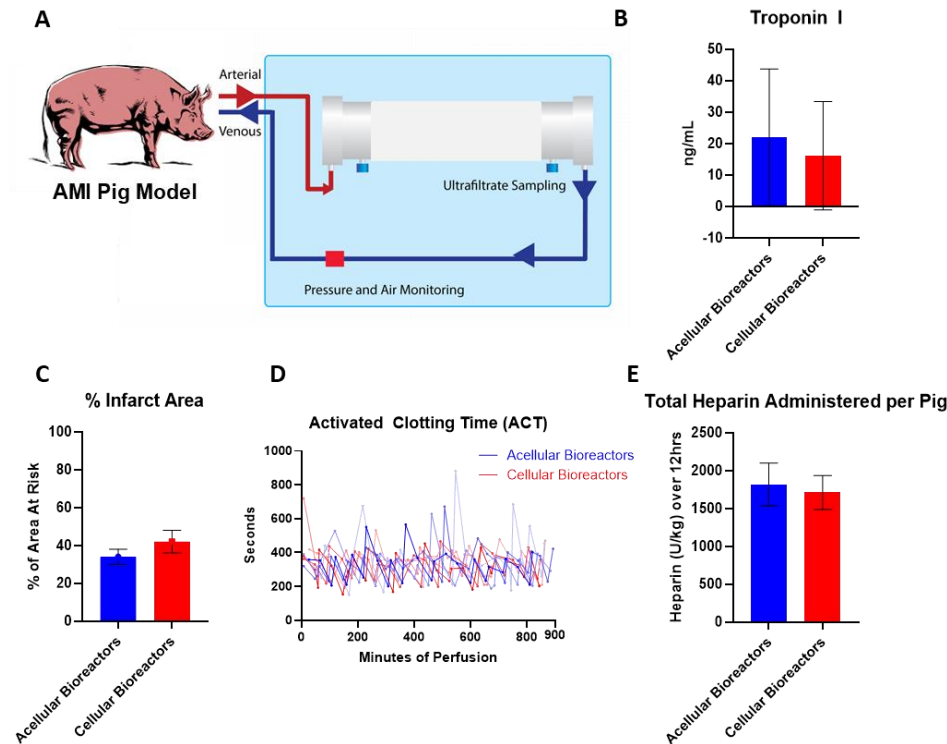 A
Arterial
Venous
AMI Pig Model
Ultrafiltrate Sampling
Pressure and Air Monitoring
B
Troponin I
ng/mL
50
40
30
20
10
0
-10
Acellular Bioreactors
Cellular Bioreactors
C
% Infarct Area
% of Area At Risk
100
80
60
40
20
0
Acellular Bioreactors
Cellular Bioreactors
D
Activated Clotting Time (ACT)
Acellular Bioreactors
Cellular Bioreactors
Seconds
1000
800
600
400
200
0
0
200
400
600
800
900
Minutes of Perfusion
E
Total Heparin Administered per Pig
Heparin (U/kg) over 12hrs
2500
2000
1500
1000
500
0
Acellular Bioreactors
Cellular Bioreactors